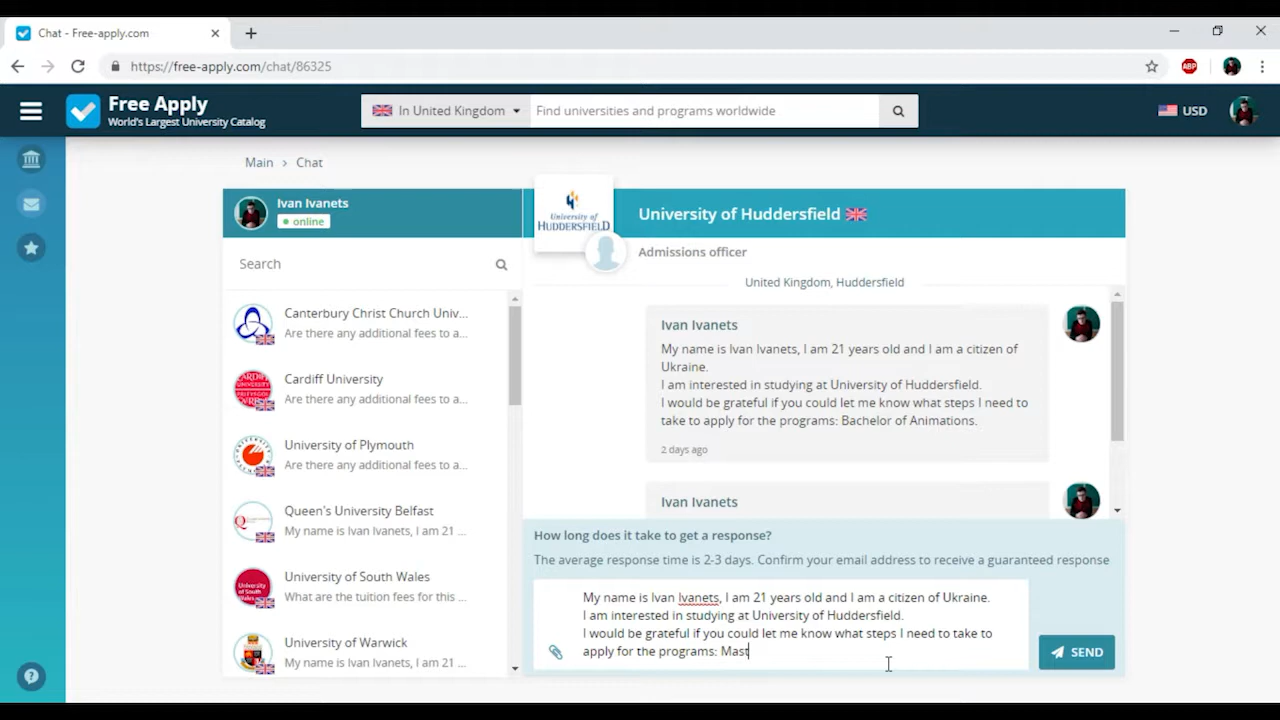 Chat - Free-apply.com
https://free-apply.com/chat/86325
ABP
Free Apply
World's Largest University Catalog
In United Kingdom
Find universities and programs worldwide
USD
Main > Chat
Ivan Ivanets
online
Search
Canterbury Christ Church Univ...
Are there any additional fees to a...
Cardiff University
Are there any additional fees to a...
University of Plymouth
Are there any additional fees to a...
Queen's University Belfast
My name is Ivan Ivanets, I am 21 ...
University of South Wales
What are the tuition fees for this ...
University of Warwick
My name is Ivan Ivanets, I am 21 ...
University of
HUDDERSFIELD
University of Huddersfield
Admissions officer
United Kingdom, Huddersfield
Ivan Ivanets
My name is Ivan Ivanets, I am 21 years old and I am a citizen of
Ukraine.
I am interested in studying at University of Huddersfield.
I would be grateful if you could let me know what steps I need to
take to apply for the programs: Bachelor of Animations.
2 days ago
Ivan Ivanets
How long does it take to get a response?
The average response time is 2-3 days. Confirm your email address to receive a guaranteed response
My name is Ivan Ivanets, I am 21 years old and I am a citizen of Ukraine.
I am interested in studying at University of Huddersfield.
I would be grateful if you could let me know what steps I need to take to
apply for the programs: Mast
SEND